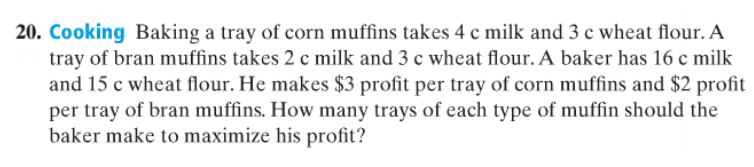 20. Cooking Baking a tray of corn muffins takes 4 c milk and 3 c wheat flour. A
tray of bran muffins takes 2 c milk and 3 c wheat flour. A baker has 16 c milk
and 15 c wheat flour. He makes $3 profit per tray of corn muffins and $2 profit
per tray of bran muffins. How many trays of each type of muffin should the
baker make to maximize his profit?